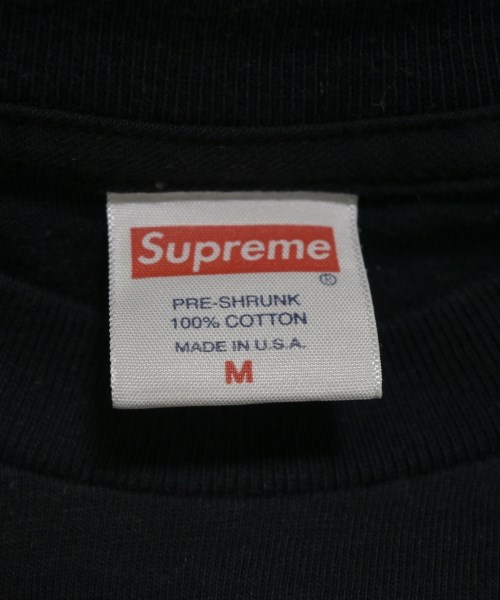 Supreme
®
PRE-SHRUNK
100% COTTON
MADE IN U.S.A.
M